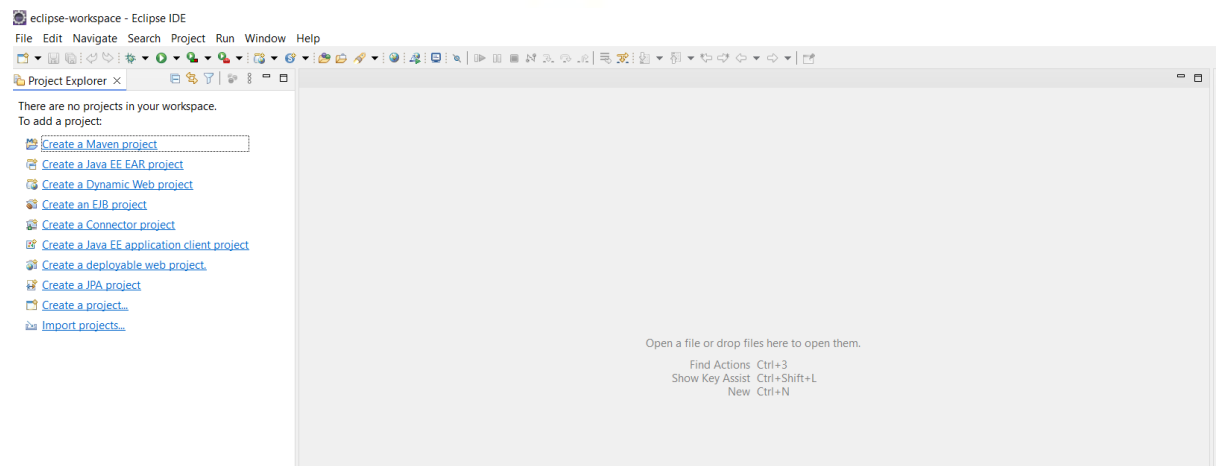 eclipse-workspace - Eclipse IDE
File Edit Navigate Search Project Run Window Help
Project Explorer
There are no projects in your workspace.
To add a project:
Create a Maven project
Create a Java EE EAR project
Create a Dynamic Web project
Create an EJB project
Create a Connector project
Create a Java EE application client project
Create a deployable web project.
Create a JPA project
Create a project...
Import projects...
Open a file or drop files here to open them.
Find Actions Ctrl+3
Show Key Assist Ctrl+Shift+L
New Ctrl+N